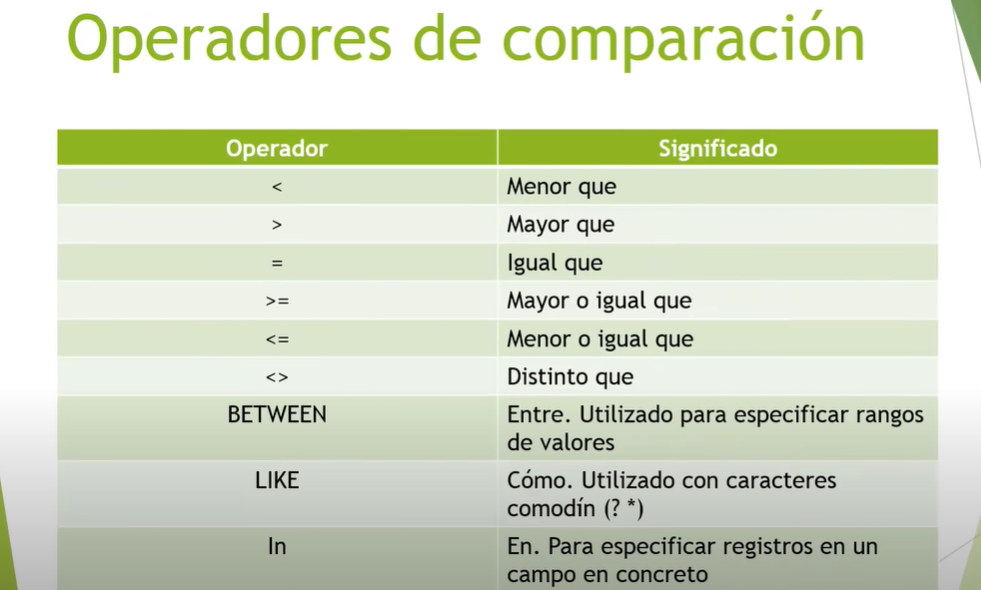 Operadores de comparación
Operador Significado
< Menor que
> Mayor que
= Igual que
>= Mayor o igual que
<= Menor o igual que
<> Distinto que
BETWEEN Entre. Utilizado para especificar rangos
de valores
LIKE Cómo. Utilizado con caracteres
comodín (? *)
In En. Para especificar registros en un
campo en concreto